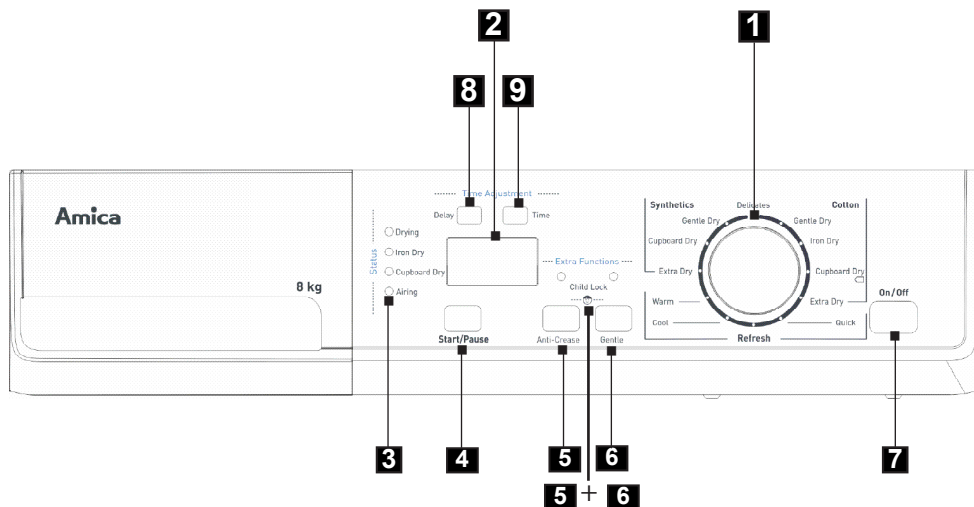 2
1
8
9
Time Adjustment
Delay
Time
Amica
8 kg
Status
Drying
Iron Dry
Cupboard Dry
Airing
Extra Functions
Child Lock
Start/Pause
Anti-Crease
Gentle
Synthetics
Delicates
Cotton
Gentle Dry
Gentle Dry
Cupboard Dry
Iron Dry
Extra Dry
Cupboard Dry
Warm
Extra Dry
Cool
Quick
Refresh
On/Off
3
4
5
6
7
5 + 6